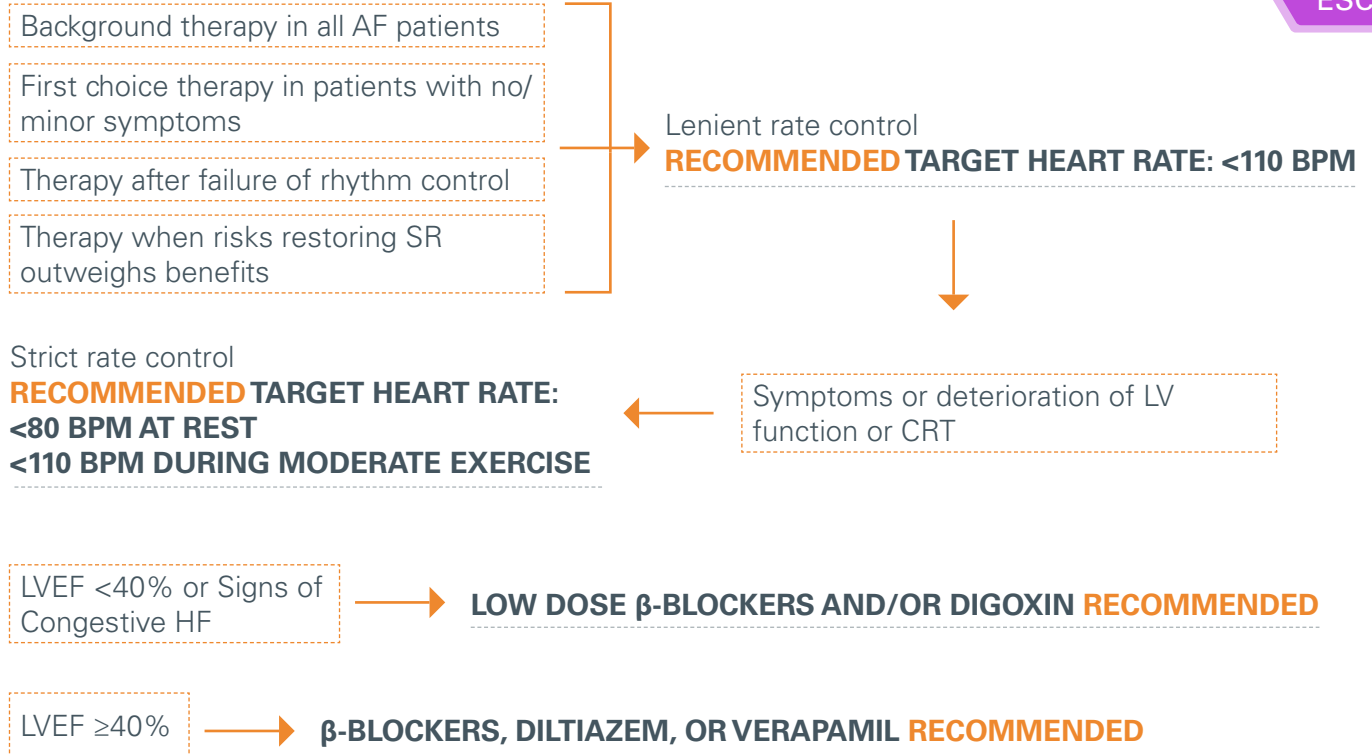 ESC
Background therapy in all AF patients
First choice therapy in patients with no/
minor symptoms
Therapy after failure of rhythm control
Therapy when risks restoring SR
outweighs benefits
Lenient rate control
RECOMMENDED TARGET HEART RATE: <110 BPM
Symptoms or deterioration of LV
function or CRT
Strict rate control
RECOMMENDED TARGET HEART RATE:
<80 BPM AT REST
<110 BPM DURING MODERATE EXERCISE
LVEF <40% or Signs of
Congestive HF
LOW DOSE β-BLOCKERS AND/OR DIGOXIN RECOMMENDED
LVEF ≥40%
β-BLOCKERS, DILTIAZEM, OR VERAPAMIL RECOMMENDED